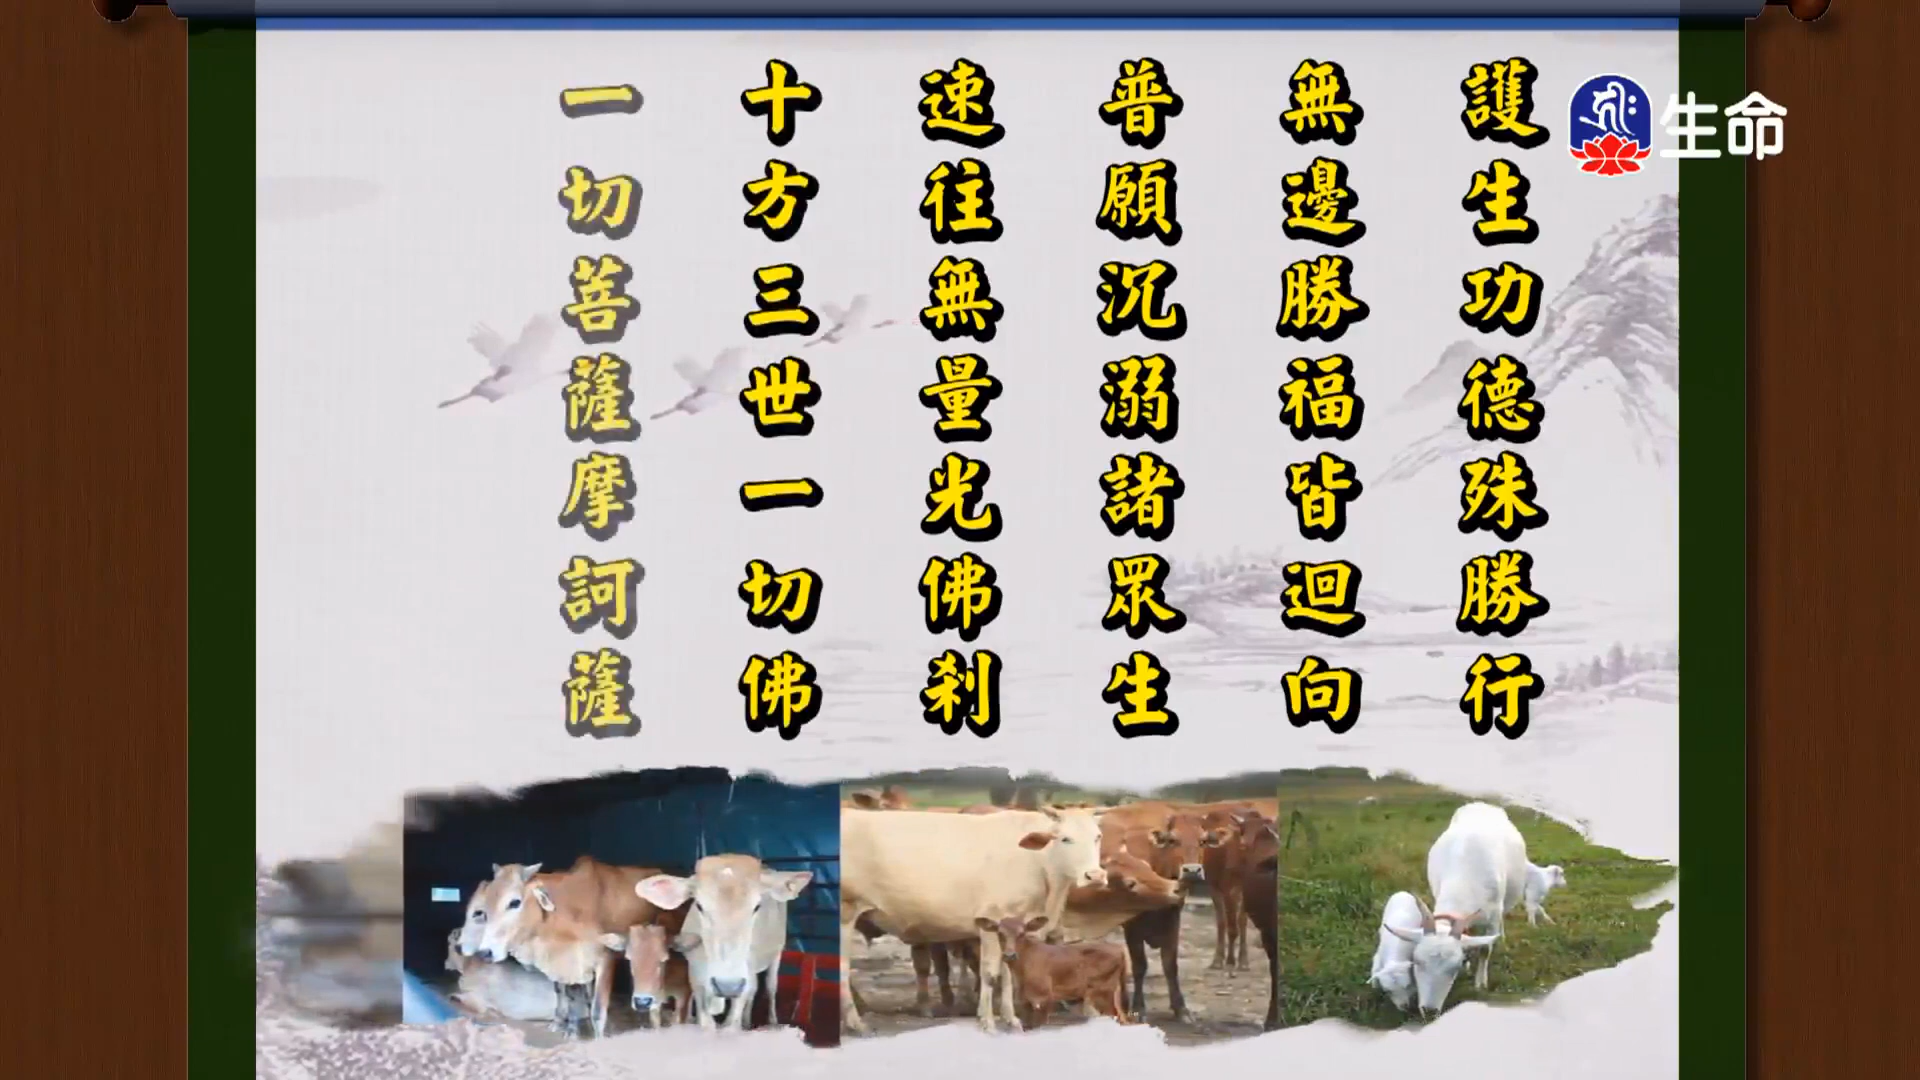 護生功德殊勝行
無邊勝福皆迴向
普願沉溺諸眾生
速往無量光佛剎
十方三世一切佛
一切菩薩摩訶薩
生命